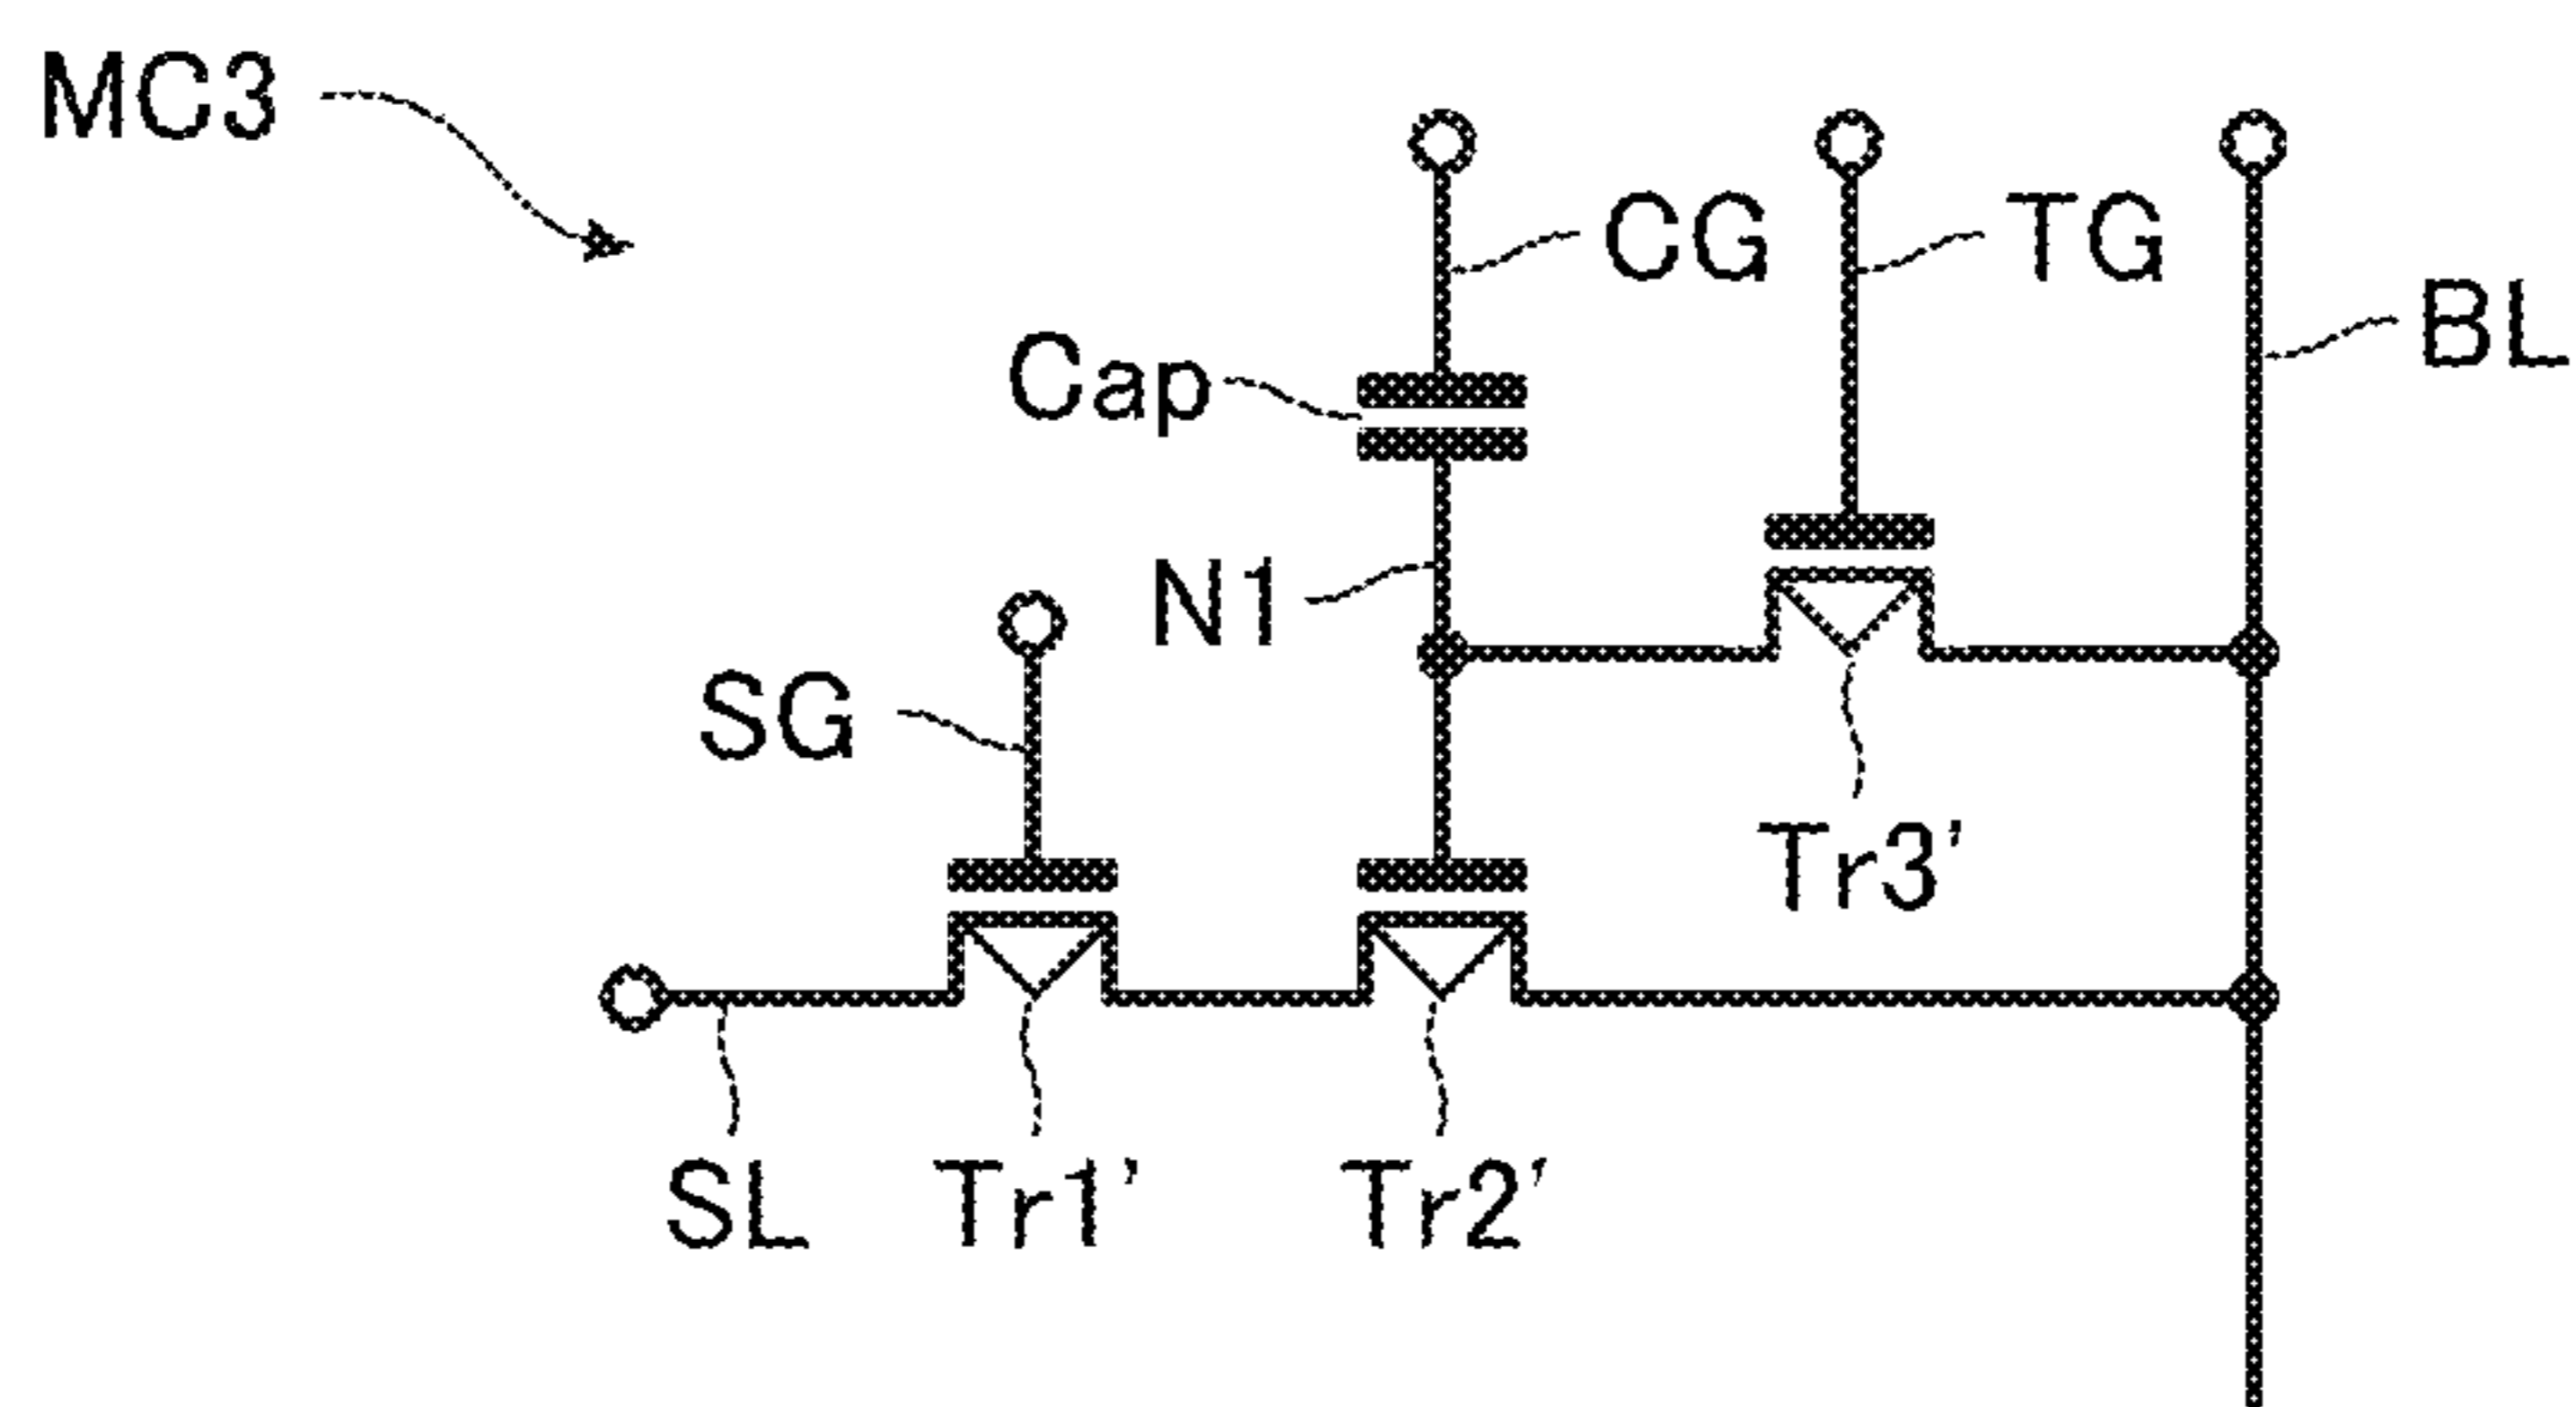 MC3
CG
TG
BL
Cap
N1
SG
Tr3’
SL
Tr1’
Tr2’